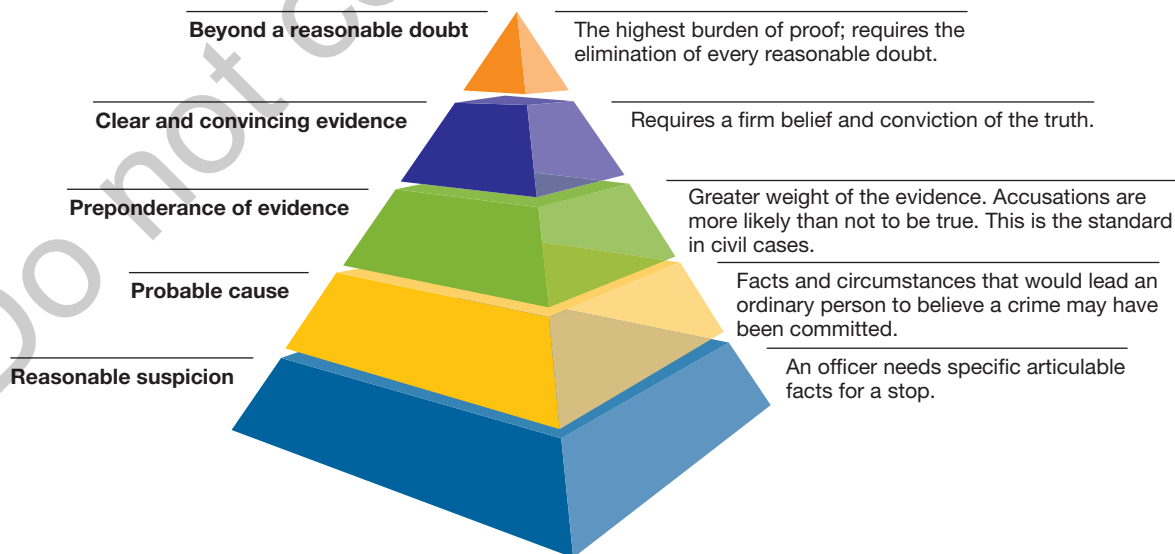 Do not co
Beyond a reasonable doubt
The highest burden of proof; requires the
elimination of every reasonable doubt.
Clear and convincing evidence
Requires a firm belief and conviction of the truth.
Preponderance of evidence
Greater weight of the evidence. Accusations are
more likely than not to be true. This is the standard
in civil cases.
Probable cause
Facts and circumstances that would lead an
ordinary person to believe a crime may have
been committed.
Reasonable suspicion
An officer needs specific articulable
facts for a stop.